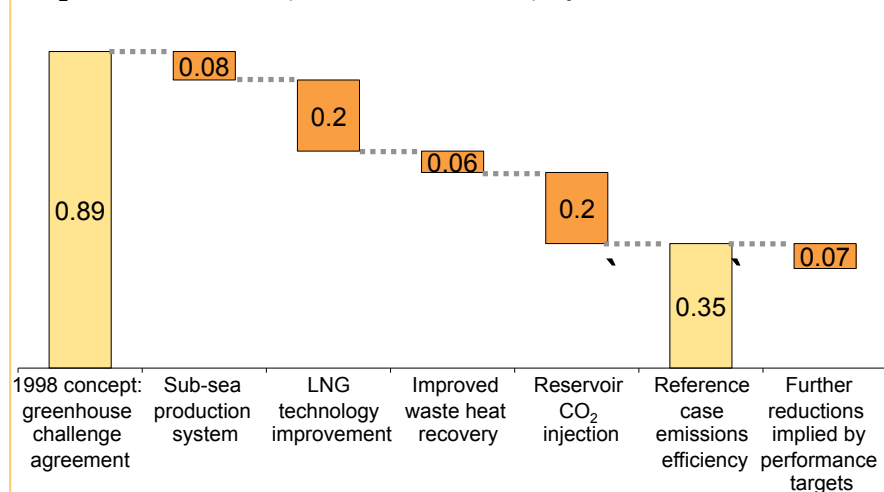 0.89
0.08
0.2
0.06
0.2
0.35
0.07
1998 concept:
greenhouse
challenge
agreement
Sub-sea
production
system
LNG
technology
improvement
Improved
waste heat
recovery
Reservoir
CO₂
injection
Reference
case
emissions
efficiency
Further
reductions
implied by
performance
targets